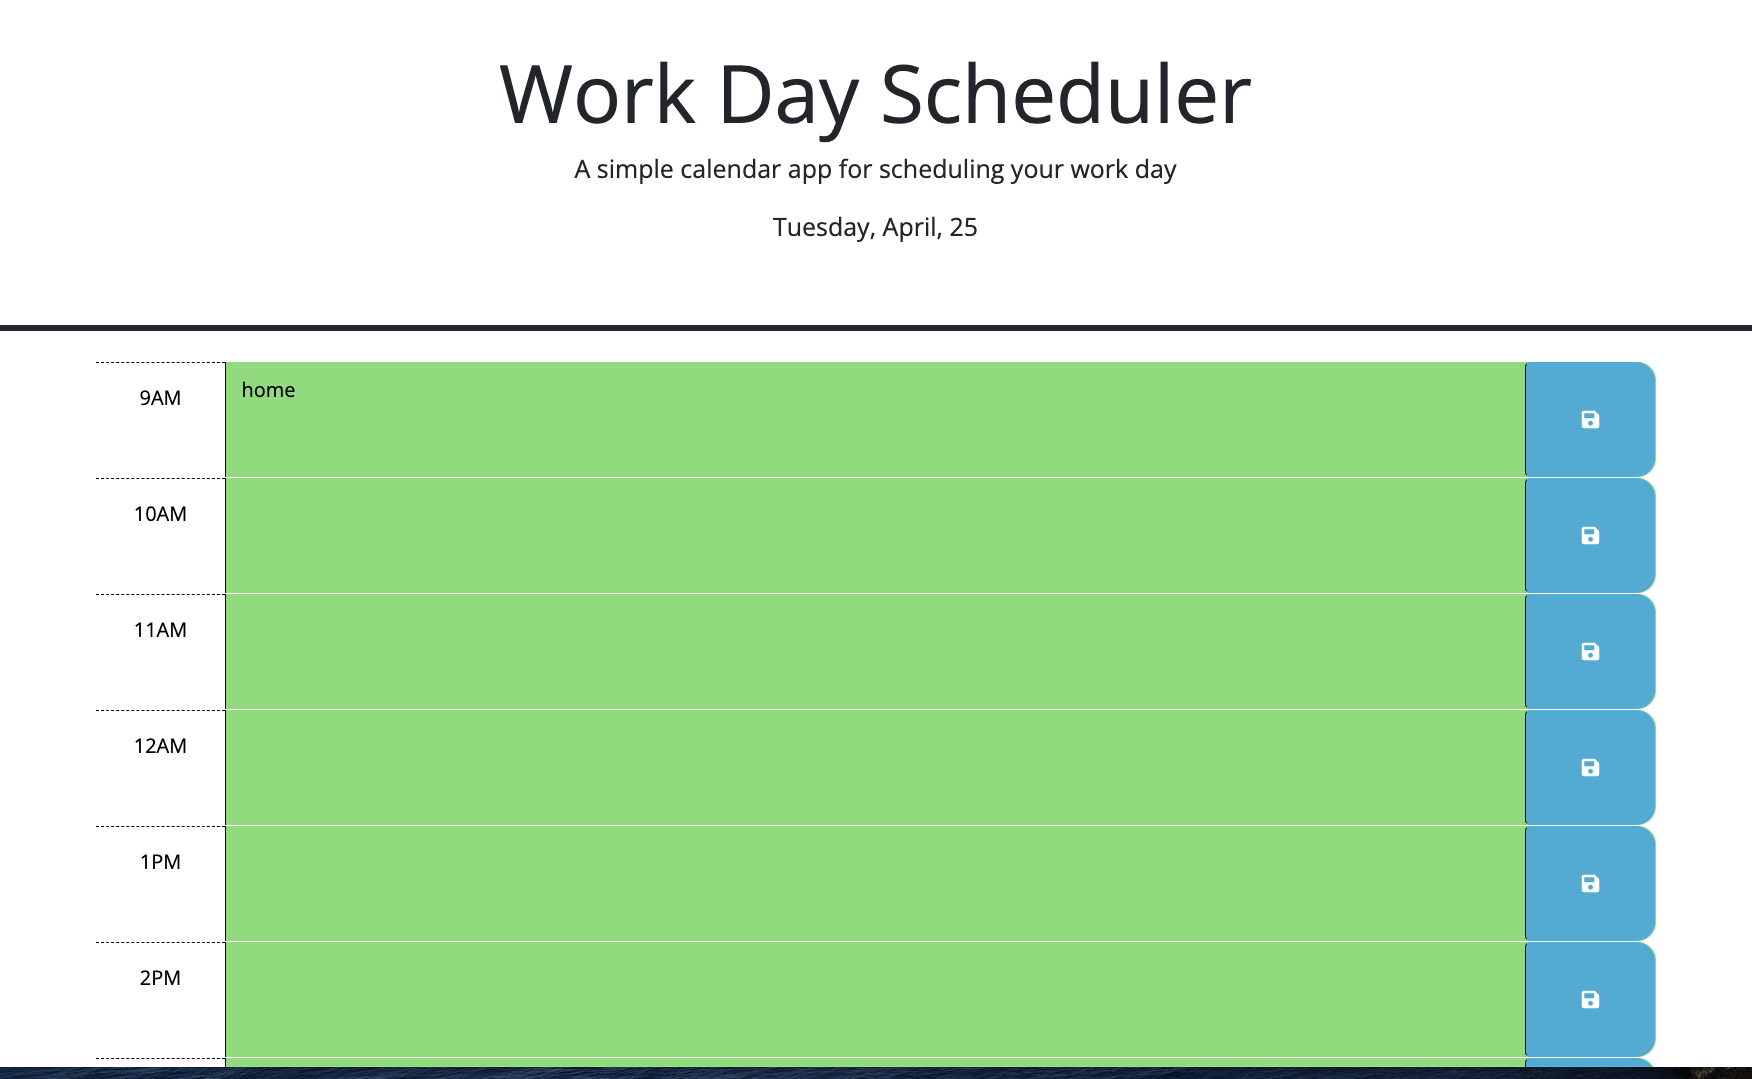 Work Day Scheduler
A simple calendar app for scheduling your work day
Tuesday, April, 25
9AM
home
10AM
11AM
12AM
1PM
2PM